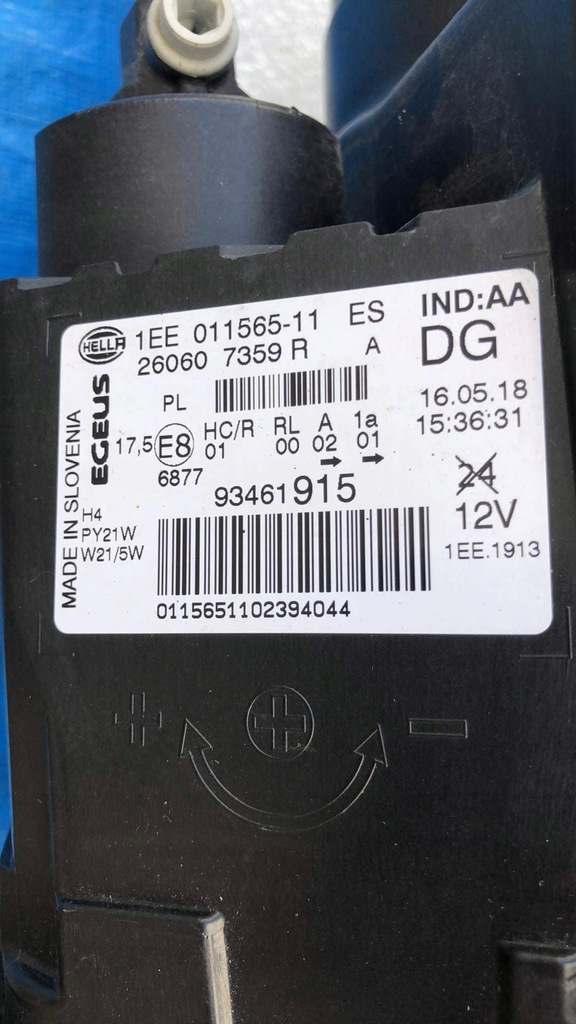 HELLA 1EE 011565-11 ES IND:AA
26060 7359 R A DG
PL 16.05.18
15:36:31
EGEUS
MADE IN SLOVENIA
17,5 E8 HC/R RL A 1a
01 00 02 01
6877
93461915
24
12V
H4
PY21W
W21/5W
1EE.1913
0115651102394044